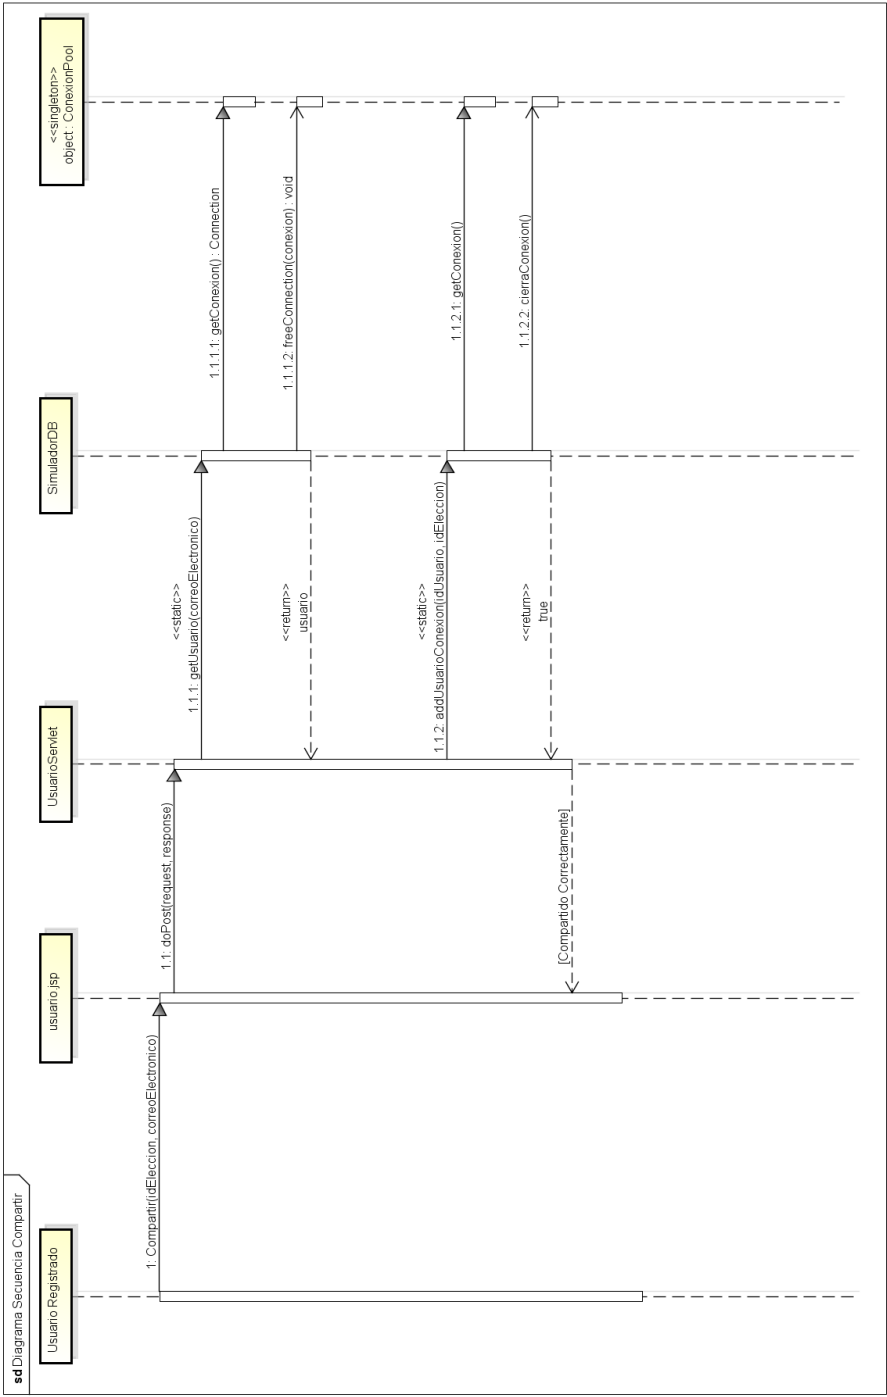 sd Diagrama Secuencia Compartir
Usuario Registrado
usuario.jsp
UsuarioServlet
SimuladorDB
<<singleton>>
object : ConexionPool
1: Compartir(idEleccion, correoElectronico)
1.1: doPost(request, response)
<<static>>
1.1.1: getUsuario(correoElectronico)
1.1.1.1: getConexion() : Connection
1.1.1.2: freeConnection(conexion) : void
<<return>>
usuario
<<static>>
1.1.2: addUsuarioConexion(idUsuario, idEleccion)
1.1.2.1: getConexion()
1.1.2.2: cierraConexion()
<<return>>
true
[Compartido Correctamente]